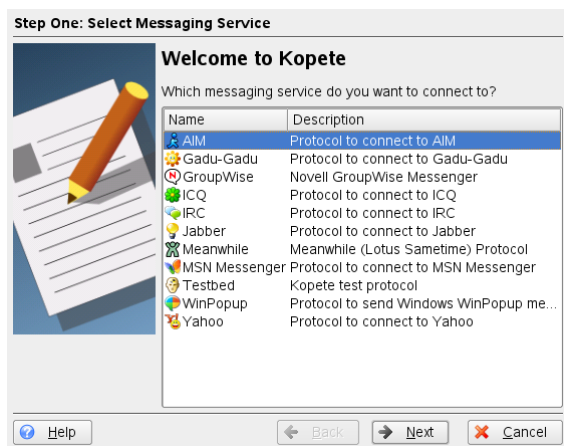 Step One: Select Messaging Service
Welcome to Kopete
Which messaging service do you want to connect to?
Name Description
AIM Protocol to connect to AIM
Gadu-Gadu Protocol to connect to Gadu-Gadu
GroupWise Novell GroupWise Messenger
ICQ Protocol to connect to ICQ
IRC Protocol to connect to IRC
Jabber Protocol to connect to Jabber
Meanwhile Meanwhile (Lotus Sametime) Protocol
MSN Messenger Protocol to connect to MSN Messenger
Testbed Kopete test protocol
WinPopup Protocol to send Windows WinPopup me...
Yahoo Protocol to connect to Yahoo
Help Back Next Cancel